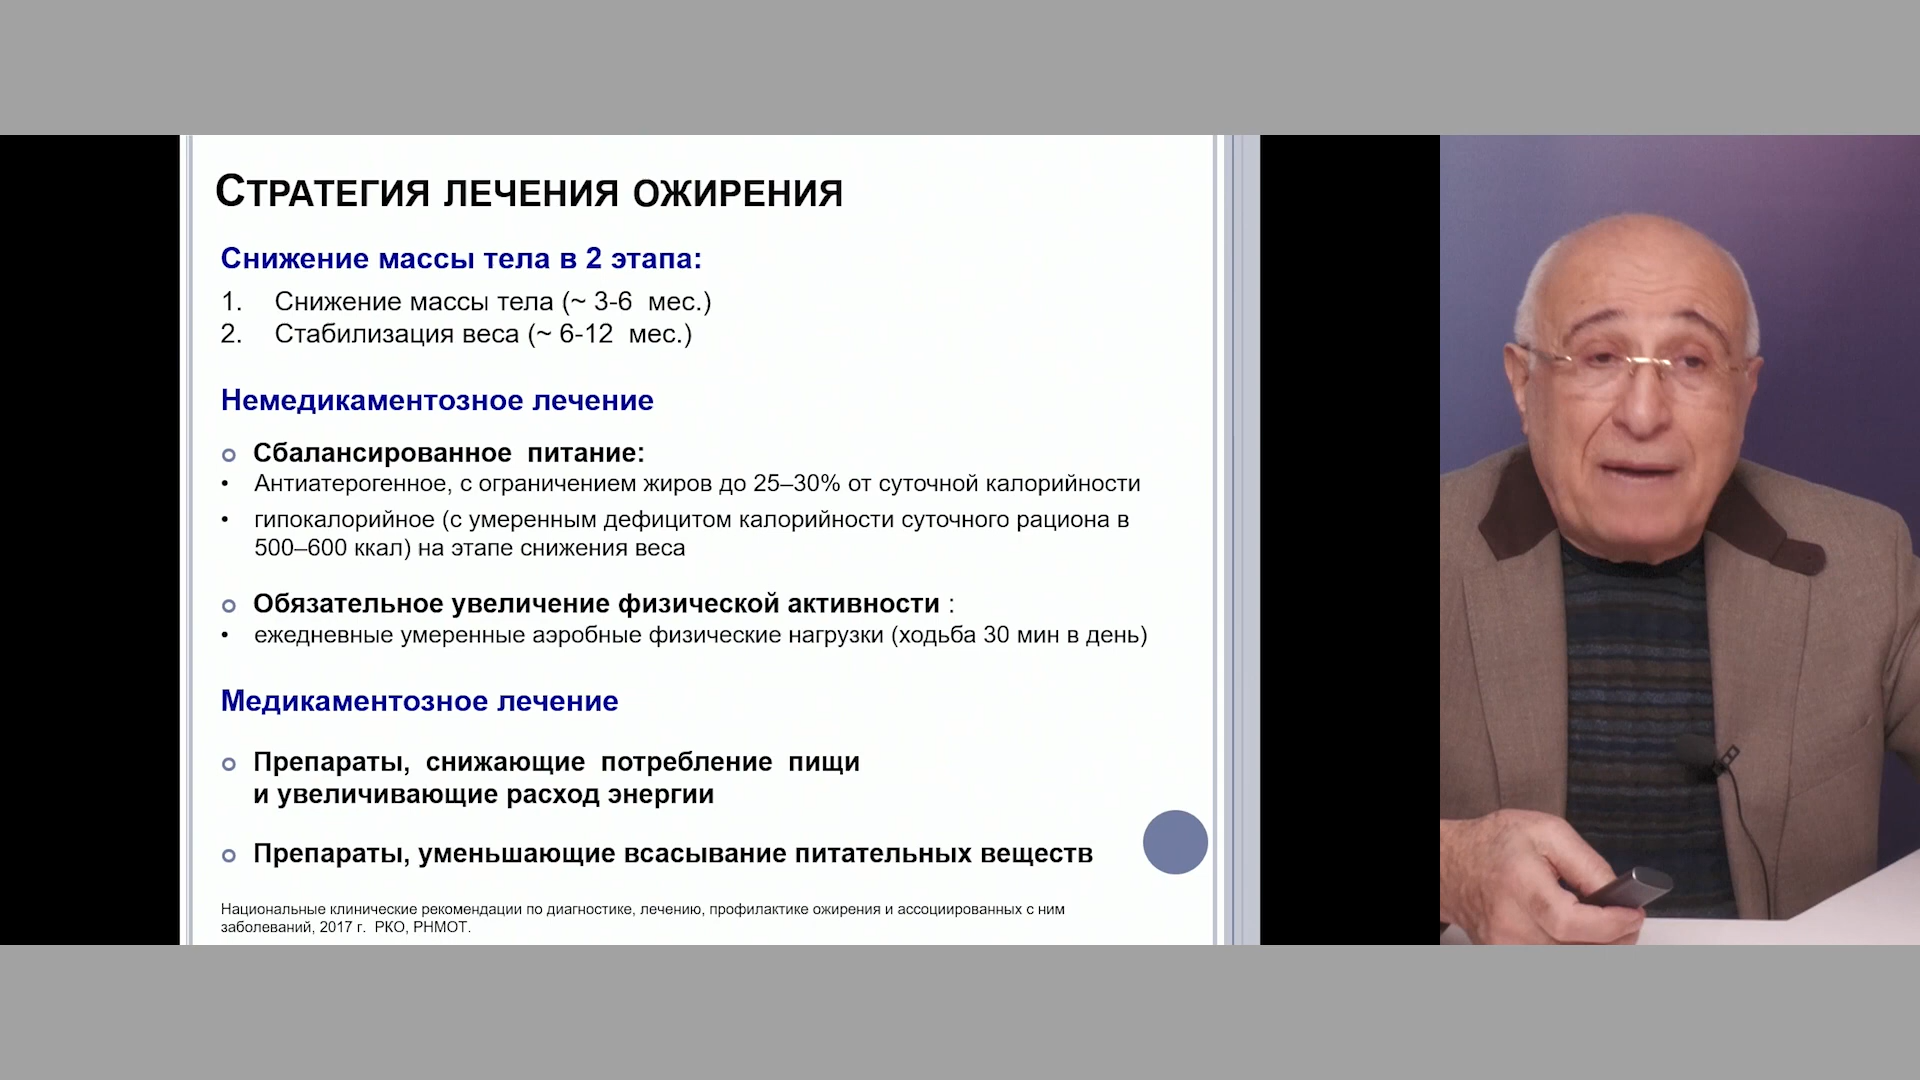 СТРАТЕГИЯ ЛЕЧЕНИЯ ОЖИРЕНИЯ
Снижение массы тела в 2 этапа:
1. Снижение массы тела (~ 3-6 мес.)
2. Стабилизация веса (~ 6-12 мес.)
Немедикаментозное лечение
Сбалансированное питание:
• Антиатерогенное, с ограничением жиров до 25–30% от суточной калорийности
• гипокалорийное (с умеренным дефицитом калорийности суточного рациона в
500–600 ккал) на этапе снижения веса
Обязательное увеличение физической активности :
• ежедневные умеренные аэробные физические нагрузки (ходьба 30 мин в день)
Медикаментозное лечение
Препараты, снижающие потребление пищи
и увеличивающие расход энергии
Препараты, уменьшающие всасывание питательных веществ
Национальные клинические рекомендации по диагностике, лечению, профилактике ожирения и ассоциированных с ним
заболеваний, 2017 г. РКО, РНМОТ.